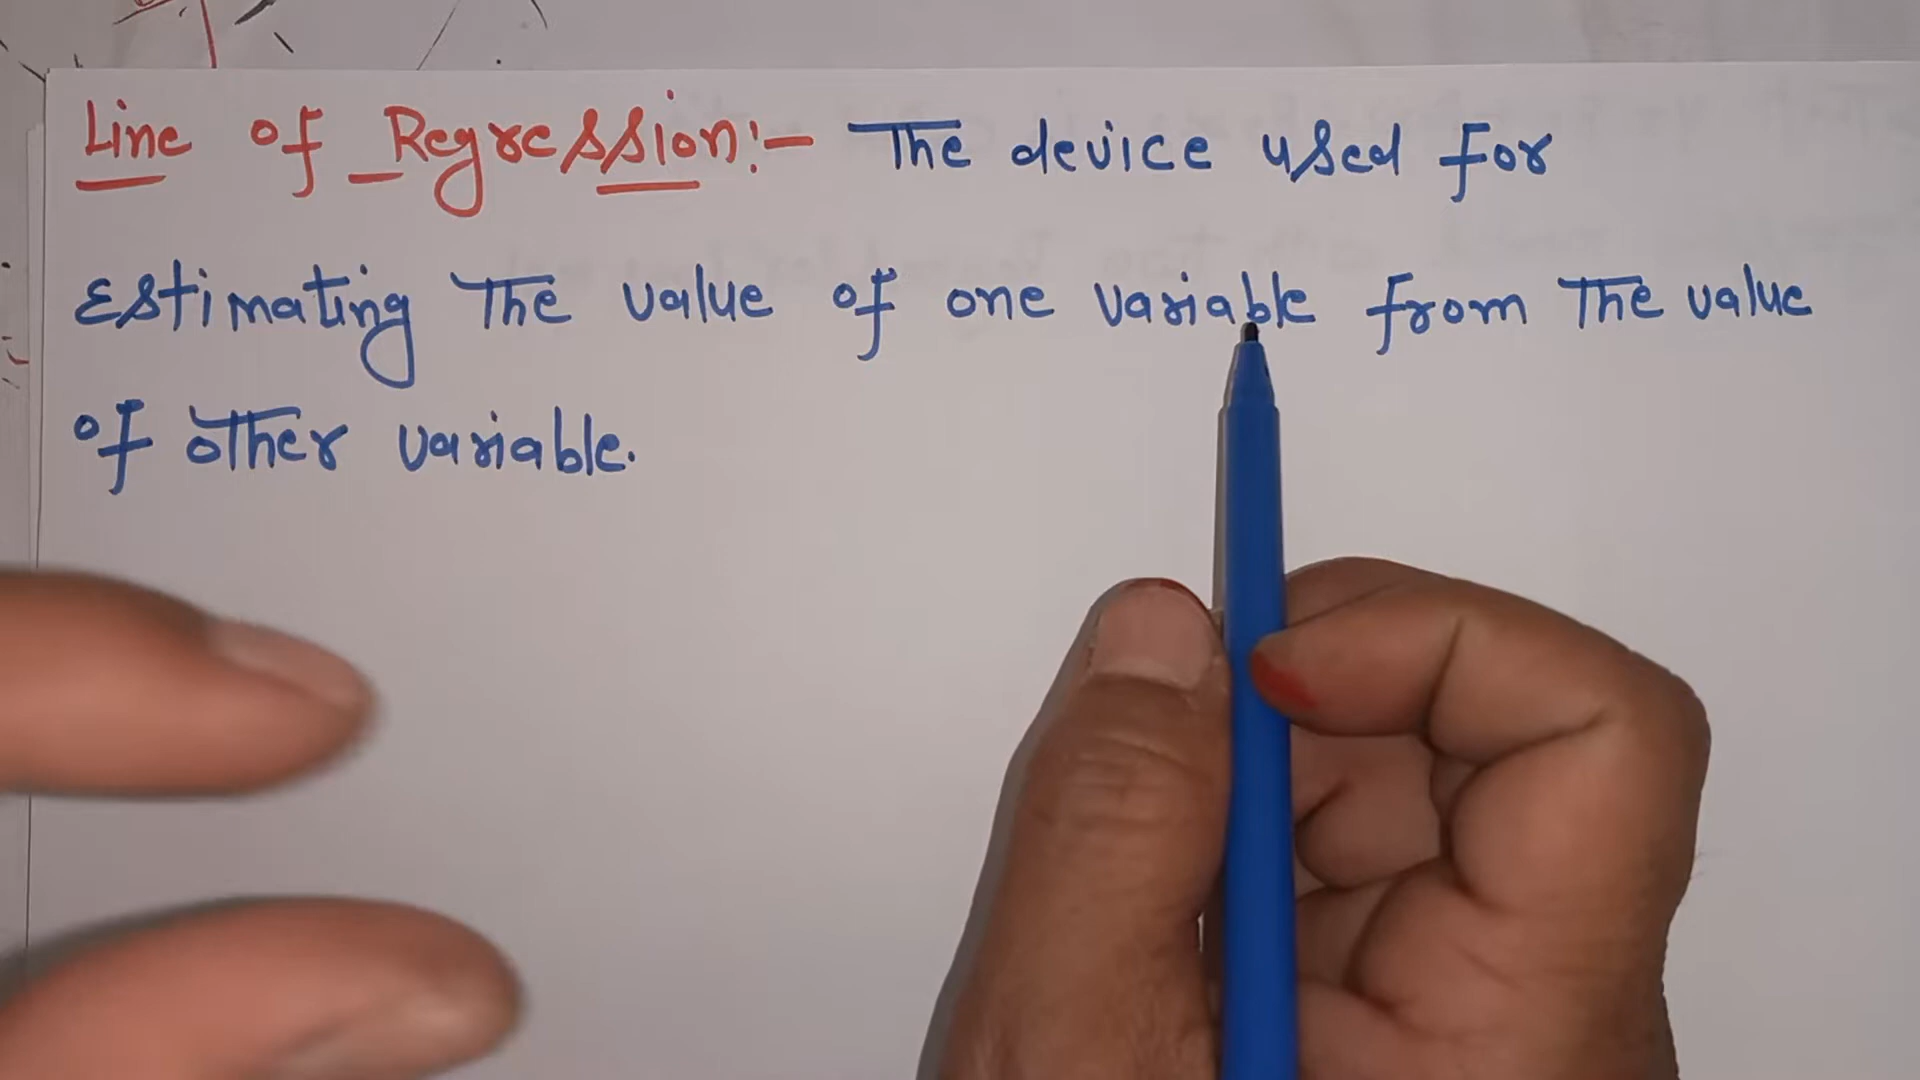 Line of Regression:- The device used for
Estimating The value of one variable from The value
of other variable.